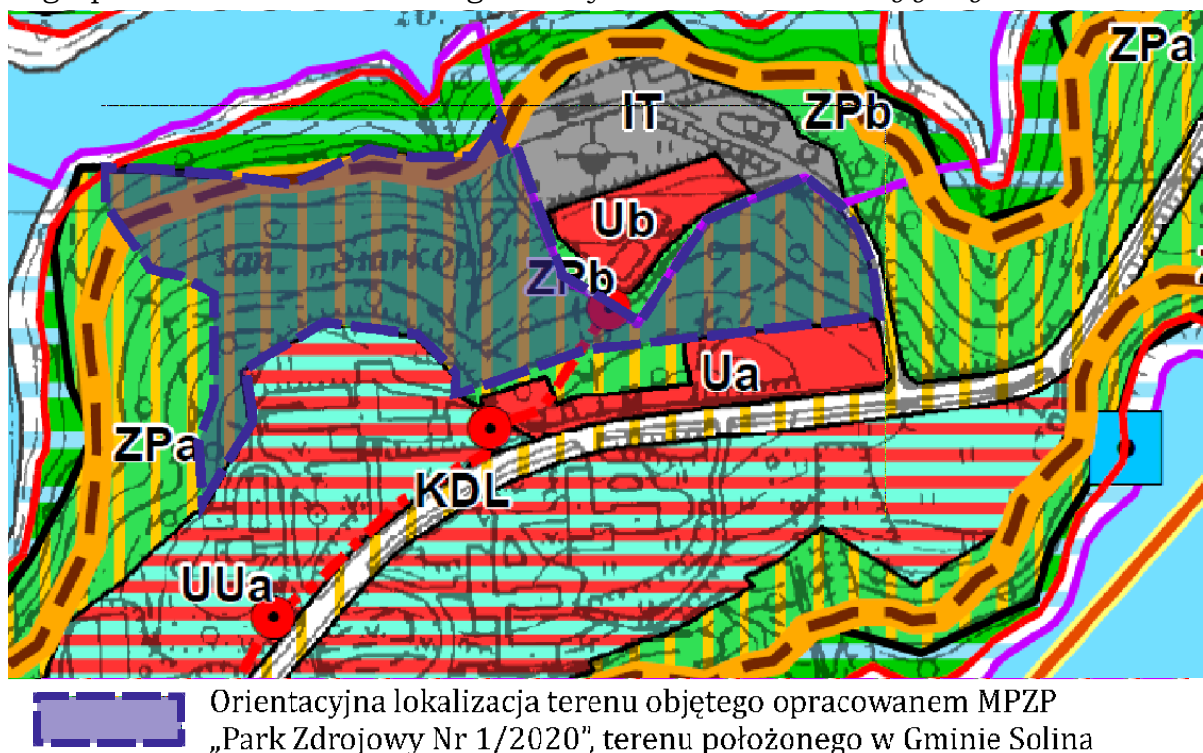 ZPa
IT
ZPb
Ub
ZPb
Ua
ZPa
KDL
UUa
Orientacyjna lokalizacja terenu objętego opracowanem MPZP
„Park Zdrojowy Nr 1/2020”, terenu położonego w Gminie Solina